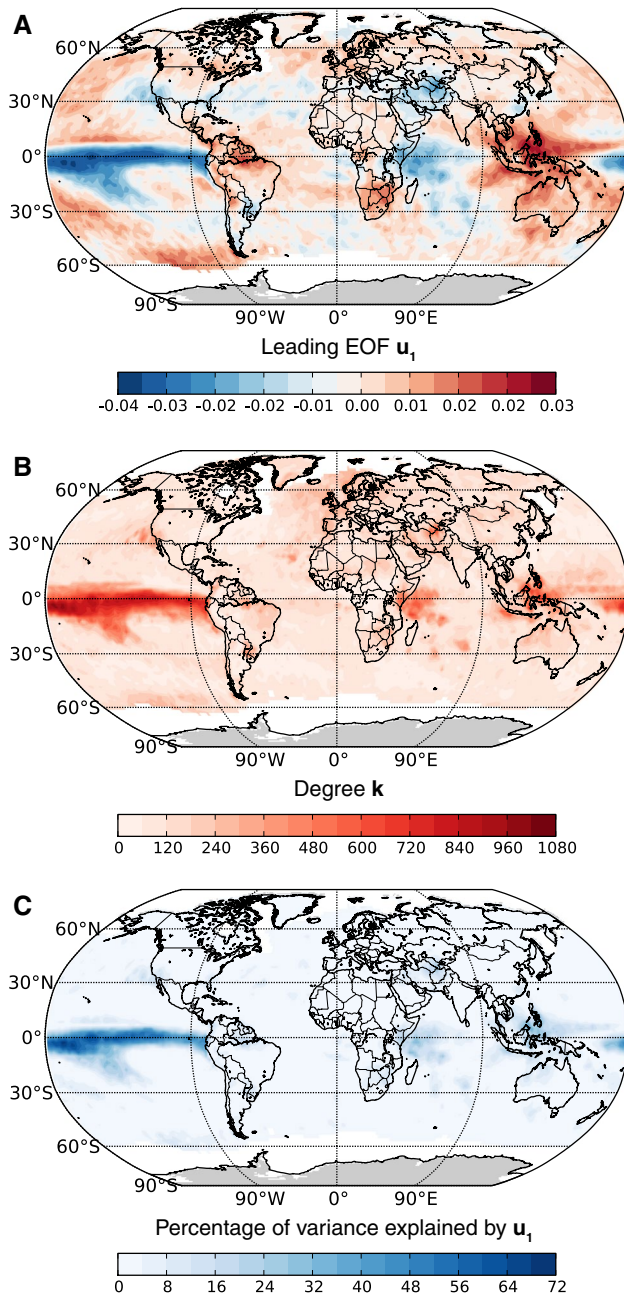 A
60°N
30°N
0°
30°S
60°S
90°S
90°W 0° 90°E
Leading EOF u₁
-0.04 -0.03 -0.02 -0.02 -0.01 0.00 0.01 0.02 0.02 0.03
B
60°N
30°N
0°
30°S
60°S
90°S
90°W 0° 90°E
Degree k
0 120 240 360 480 600 720 840 960 1080
C
60°N
30°N
0°
30°S
60°S
90°S
90°W 0° 90°E
Percentage of variance explained by u₁
0 8 16 24 32 40 48 56 64 72